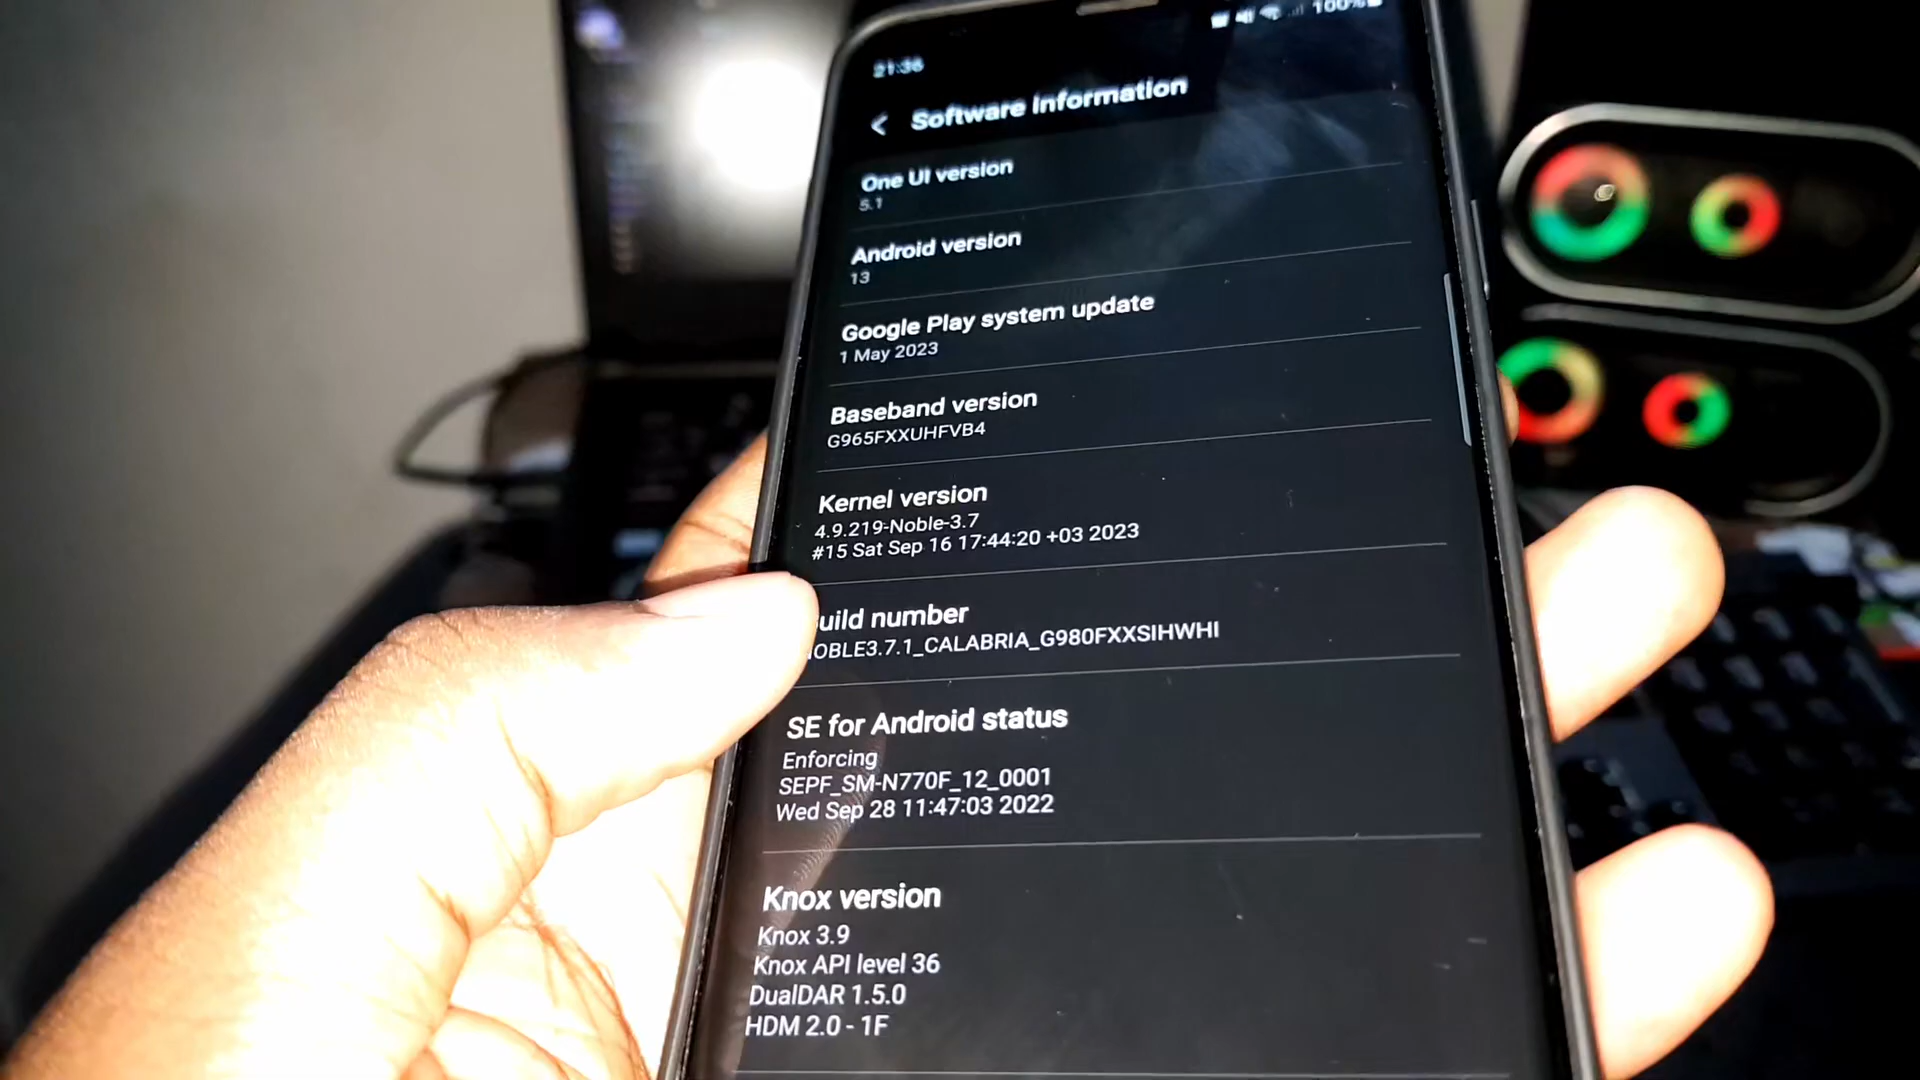 21:36
100%
Software information
One UI version
5.1
Android version
13
Google Play system update
1 May 2023
Baseband version
G965FXXUHFVB4
Kernel version
4.9.219-Noble-3.7
#15 Sat Sep 16 17:44:20 +03 2023
uild number
OBLE3.7.1_CALABRIA_G980FXXSIHWHI
SE for Android status
Enforcing
SEPF_SM-N770F_12_0001
Wed Sep 28 11:47:03 2022
Knox version
Knox 3.9
Knox API level 36
DualDAR 1.5.0
HDM 2.0 - 1F